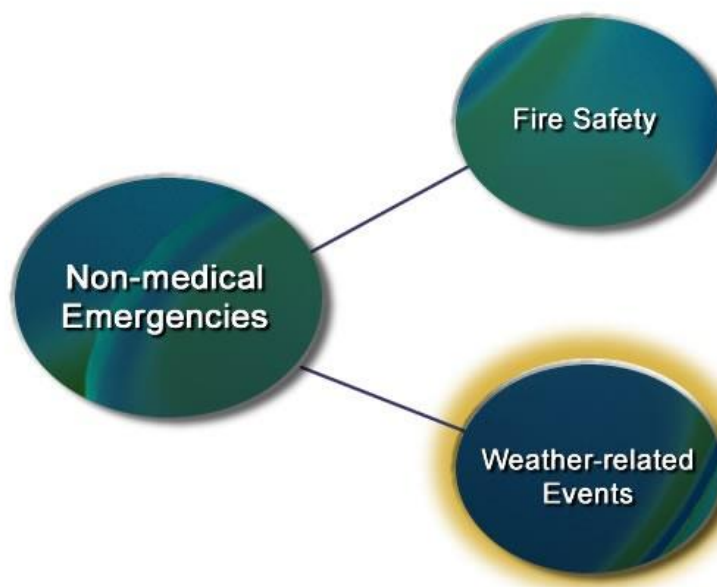 Fire Safety
Non-medical
Emergencies
Weather-related
Events